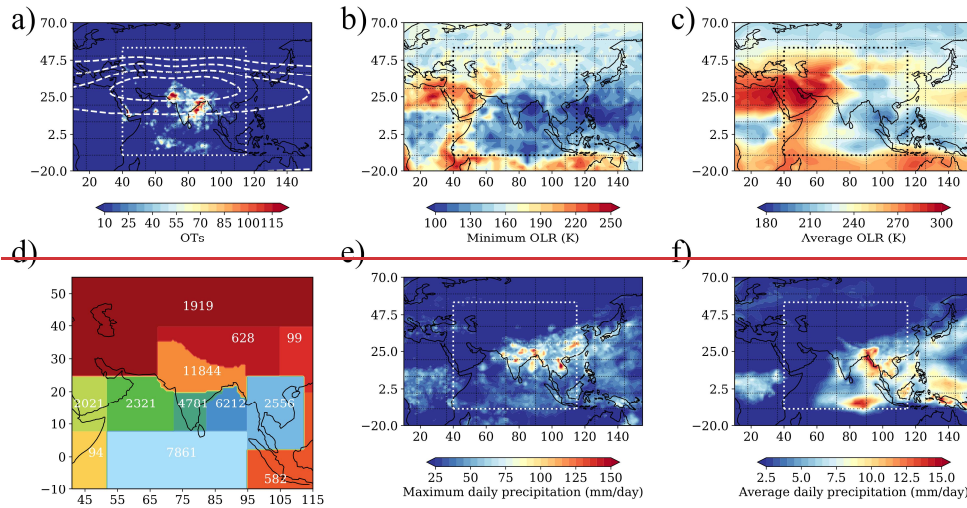 a) b) c)
70.0 70.0 70.0
47.5 47.5 47.5
25.0 25.0 25.0
2.5 2.5 2.5
−20.0 −20.0 −20.0
20 40 60 80 100 120 140 20 40 60 80 100 120 140 20 40 60 80 100 120 140
10 25 40 55 70 85 100 115 100 130 160 190 220 250 180 210 240 270 300
OTs Minimum OLR (K) Average OLR (K)
d) e) f)
50
40
30
20
10
0
−10
1919
628 99
11844
2021 2321 4701 6212 2556
94 7861
582
45 55 65 75 85 95 105 115
70.0 70.0
47.5 47.5
25.0 25.0
2.5 2.5
−20.0 −20.0
20 40 60 80 100 120 140 20 40 60 80 100 120 140
25 50 75 100 125 150 2.5 5.0 7.5 10.0 12.5 15.0
Maximum daily precipitation (mm/day) Average daily precipitation (mm/day)